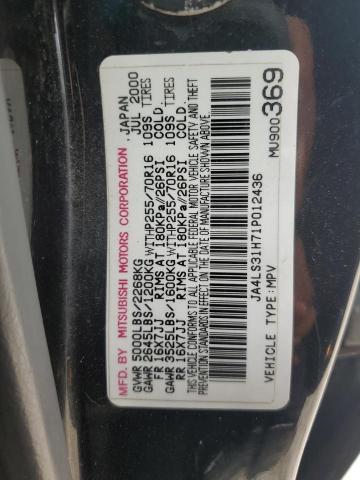 MFD. BY MITSUBISHI MOTORS CORPORATION, JAPAN
JUL 2000
GVWR 5000LBS/2268KG
GAWR 2645LBS/1200KG WITHP255/70R16 109S TIRES
FR 16X7JJ RIMS AT 180KPA//26PSI COLD.
RR 16X7JJ RIMS AT 180KPA//26PSI COLD.
THIS VEHICLE CONFORMS TO ALL APPLICABLE FEDERAL MOTOR VEHICLE SAFETY AND
THEFT PREVENTION STANDARDS IN EFFECT ON THE DATE OF MANUFACTURE SHOWN ABOVE.
JA4LS31H71P012436
VEHICLE TYPE:MPV
MU900369